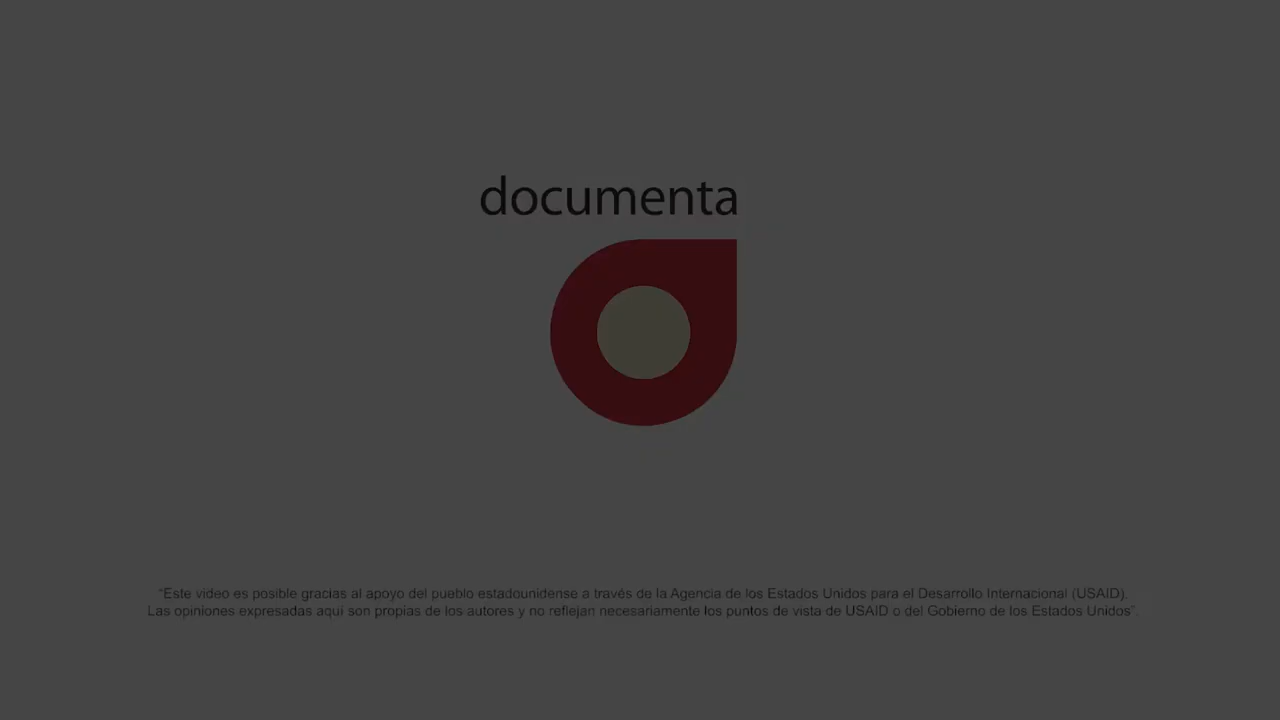 documenta
“Este video es posible gracias al apoyo del pueblo estadounidense a través de la Agencia de los Estados Unidos para el Desarrollo Internacional (USAID).
Las opiniones expresadas aquí son propias de los autores y no reflejan necesariamente los puntos de vista de USAID o del Gobierno de los Estados Unidos”.